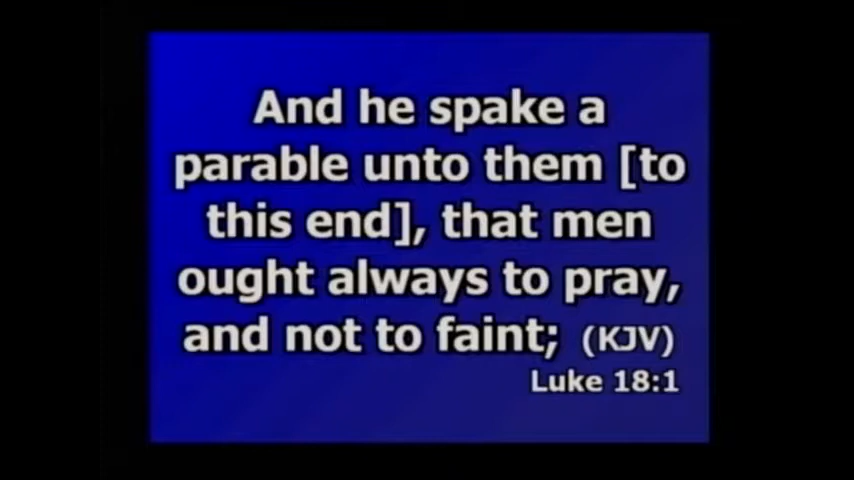 And he spake a
parable unto them [to
this end], that men
ought always to pray,
and not to faint; (KJV)
Luke 18:1